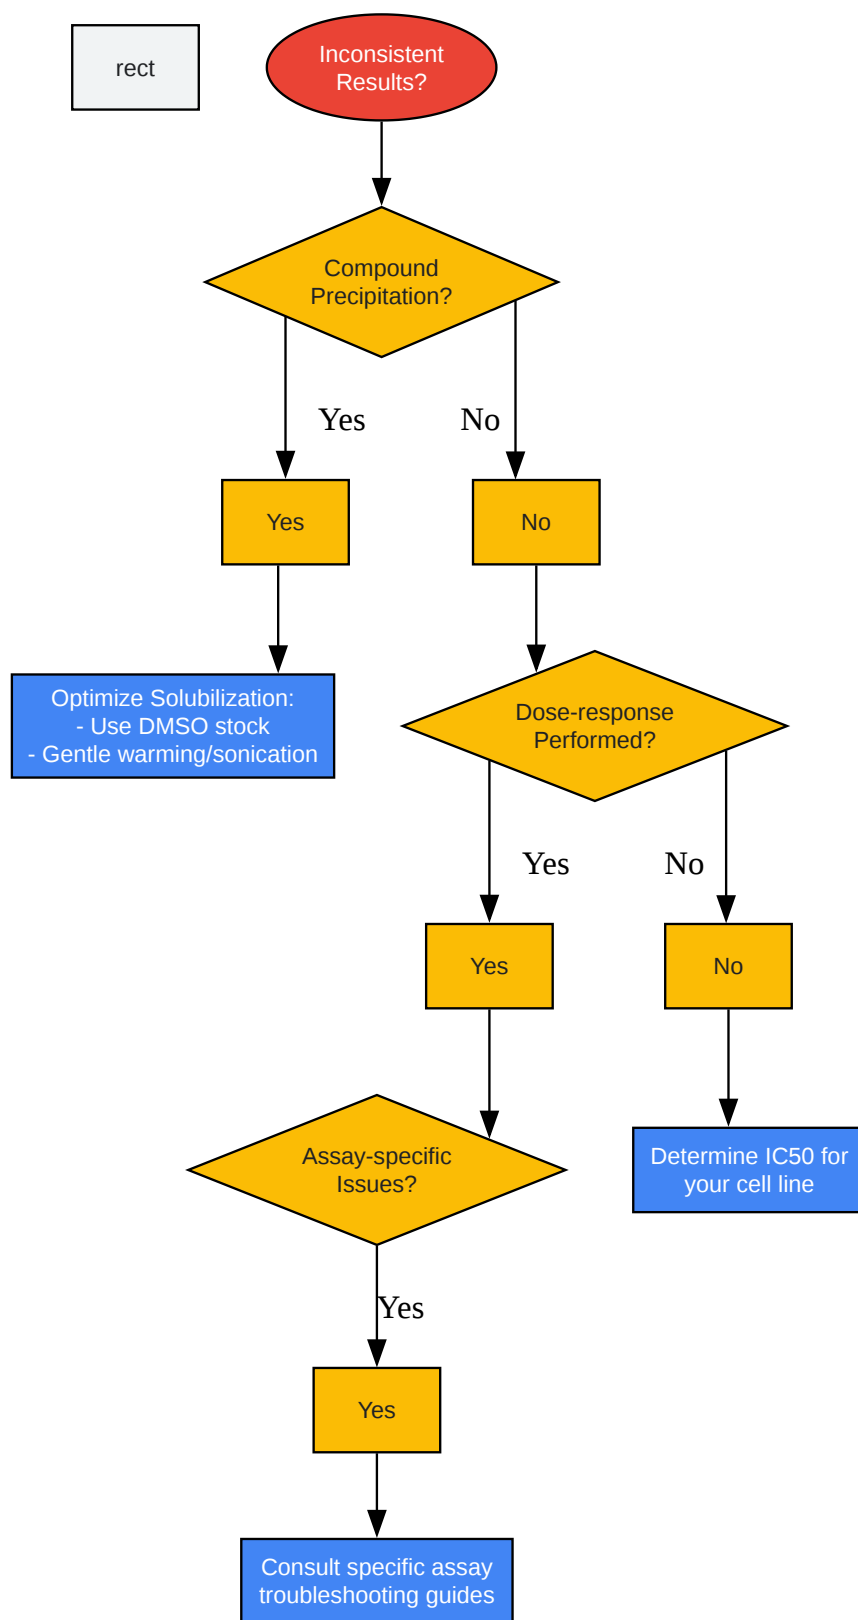 rect
Inconsistent
Results?
Compound
Precipitation?
Yes
No
Yes
No
Optimize Solubilization:
- Use DMSO stock
- Gentle warming/sonication
Dose-response
Performed?
Yes
No
Yes
No
Assay-specific
Issues?
Determine IC50 for
your cell line
Yes
Yes
Consult specific assay
troubleshooting guides